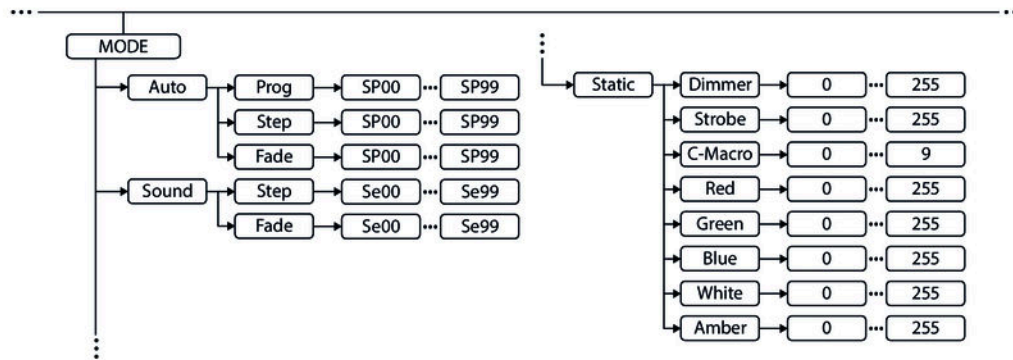 MODE
Auto Prog SP00 ... SP99
Step SP00 ... SP99
Fade SP00 ... SP99
Sound Step Se00 ... Se99
Fade Se00 ... Se99
Static Dimmer 0 ... 255
Strobe 0 ... 255
C-Macro 0 ... 9
Red 0 ... 255
Green 0 ... 255
Blue 0 ... 255
White 0 ... 255
Amber 0 ... 255